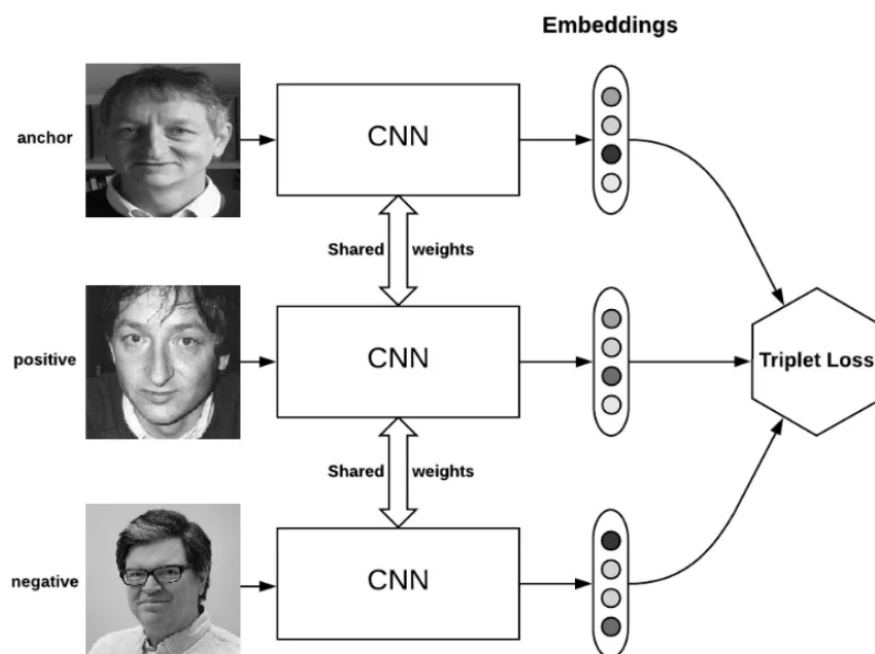 Embeddings
anchor
CNN
Shared weights
positive
CNN
Triplet Loss
Shared weights
negative
CNN